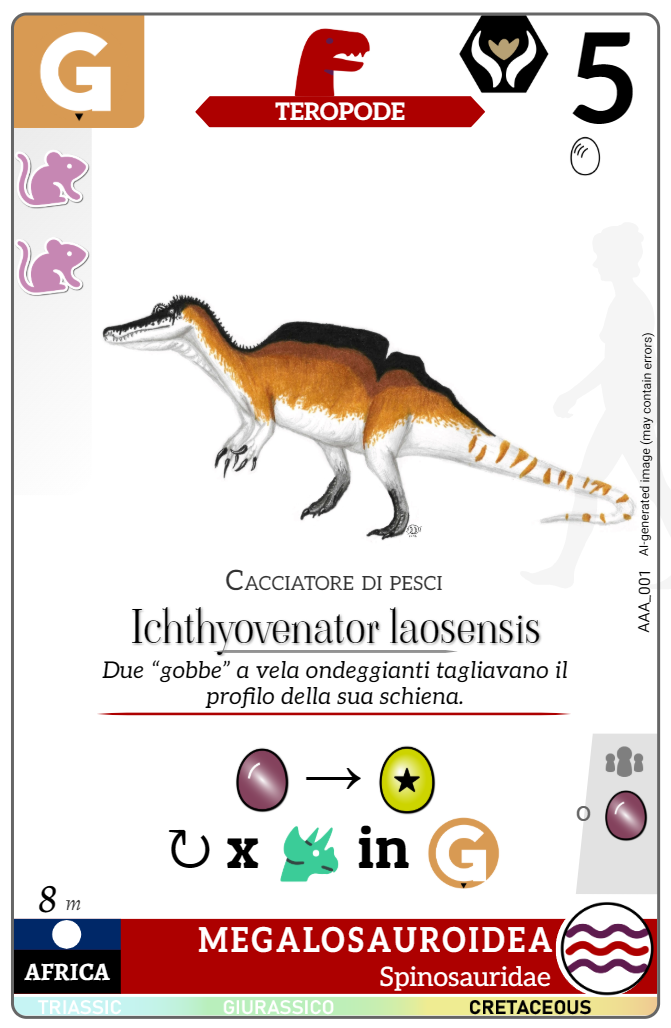 G
TEROPODE
5
AI-generated image (may contain errors)
AAA_001
CACCIATORE DI PESCI
Ichthyovenator laosensis
Due “gobbe” a vela ondeggianti tagliavano il
profilo della sua schiena.
O
x in G
8 m
MEGALOSAUROIDEA
AFRICA
Spinosauridae
TRIASSIC GIURASSICO CRETACEOUS